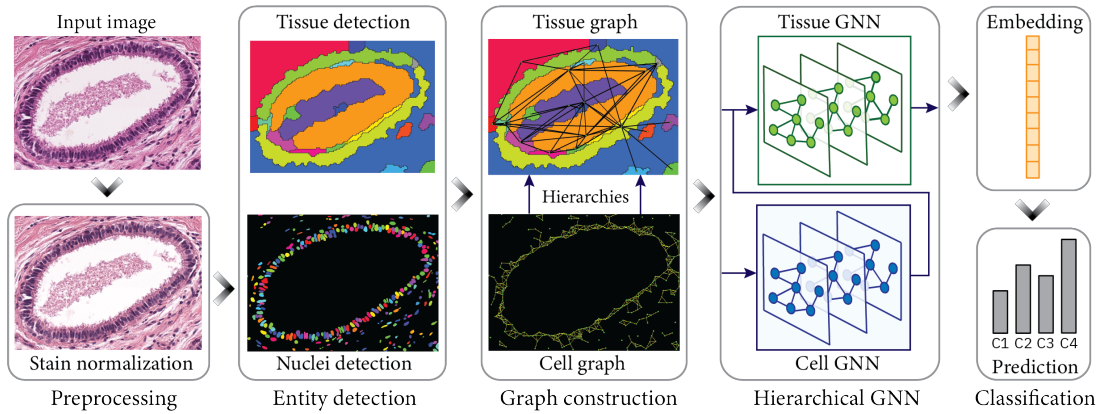 Input image
Stain normalization
Preprocessing
Tissue detection
Nuclei detection
Entity detection
Tissue graph
Hierarchies
Cell graph
Graph construction
Tissue GNN
Cell GNN
Hierarchical GNN
Embedding
C1 C2 C3 C4
Prediction
Classification